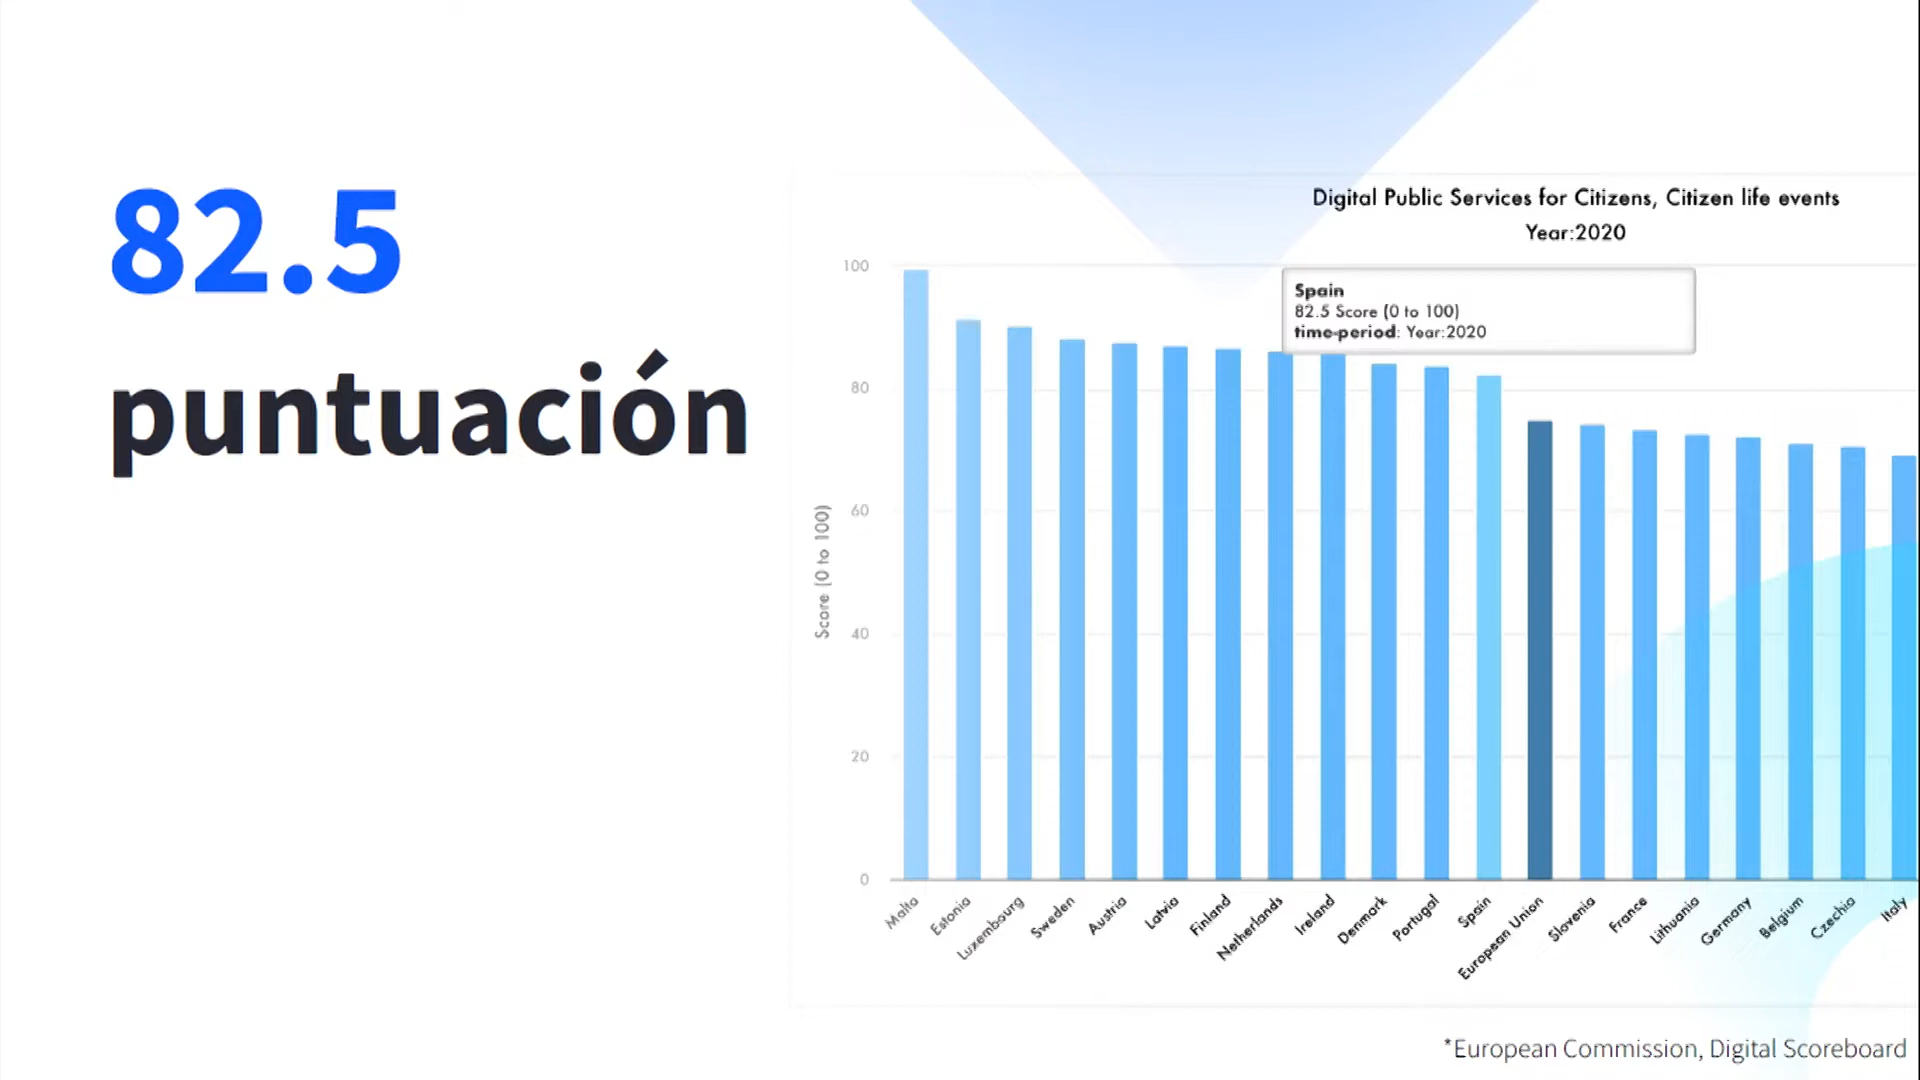 82.5
puntuación
Digital Public Services for Citizens, Citizen life events
Year:2020
Spain
82.5 Score (0 to 100)
time-period: Year:2020
Score (0 to 100)
100
80
60
40
20
0
Malta
Estonia
Luxembourg
Sweden
Austria
Latvia
Finland
Netherlands
Ireland
Denmark
Portugal
Spain
European Union
Slovenia
France
Lithuania
Germany
Belgium
Czechia
Italy
*European Commission, Digital Scoreboard